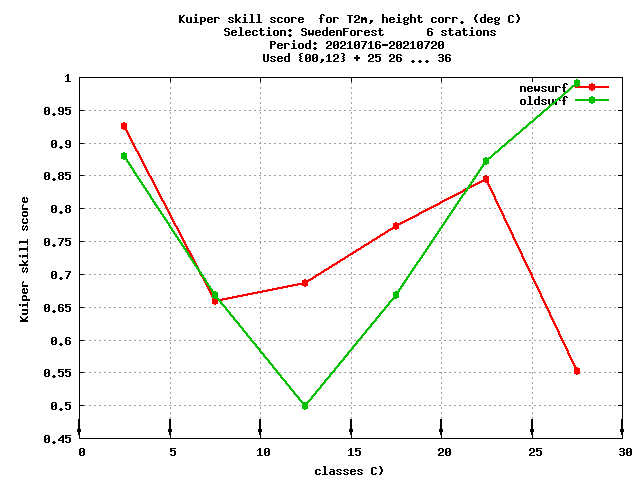 Kuiper skill score  for T2m, height corr. (deg C)
Selection: SwedenForest      6 stations
Period: 20210716-20210720
Used {00,12} + 25 26 ... 36
newsurf
oldsurf
1
0.95
0.9
0.85
0.8
0.75
0.7
0.65
0.6
0.55
0.5
0.45
Kuiper skill score
0 5 10 15 20 25 30
classes C)